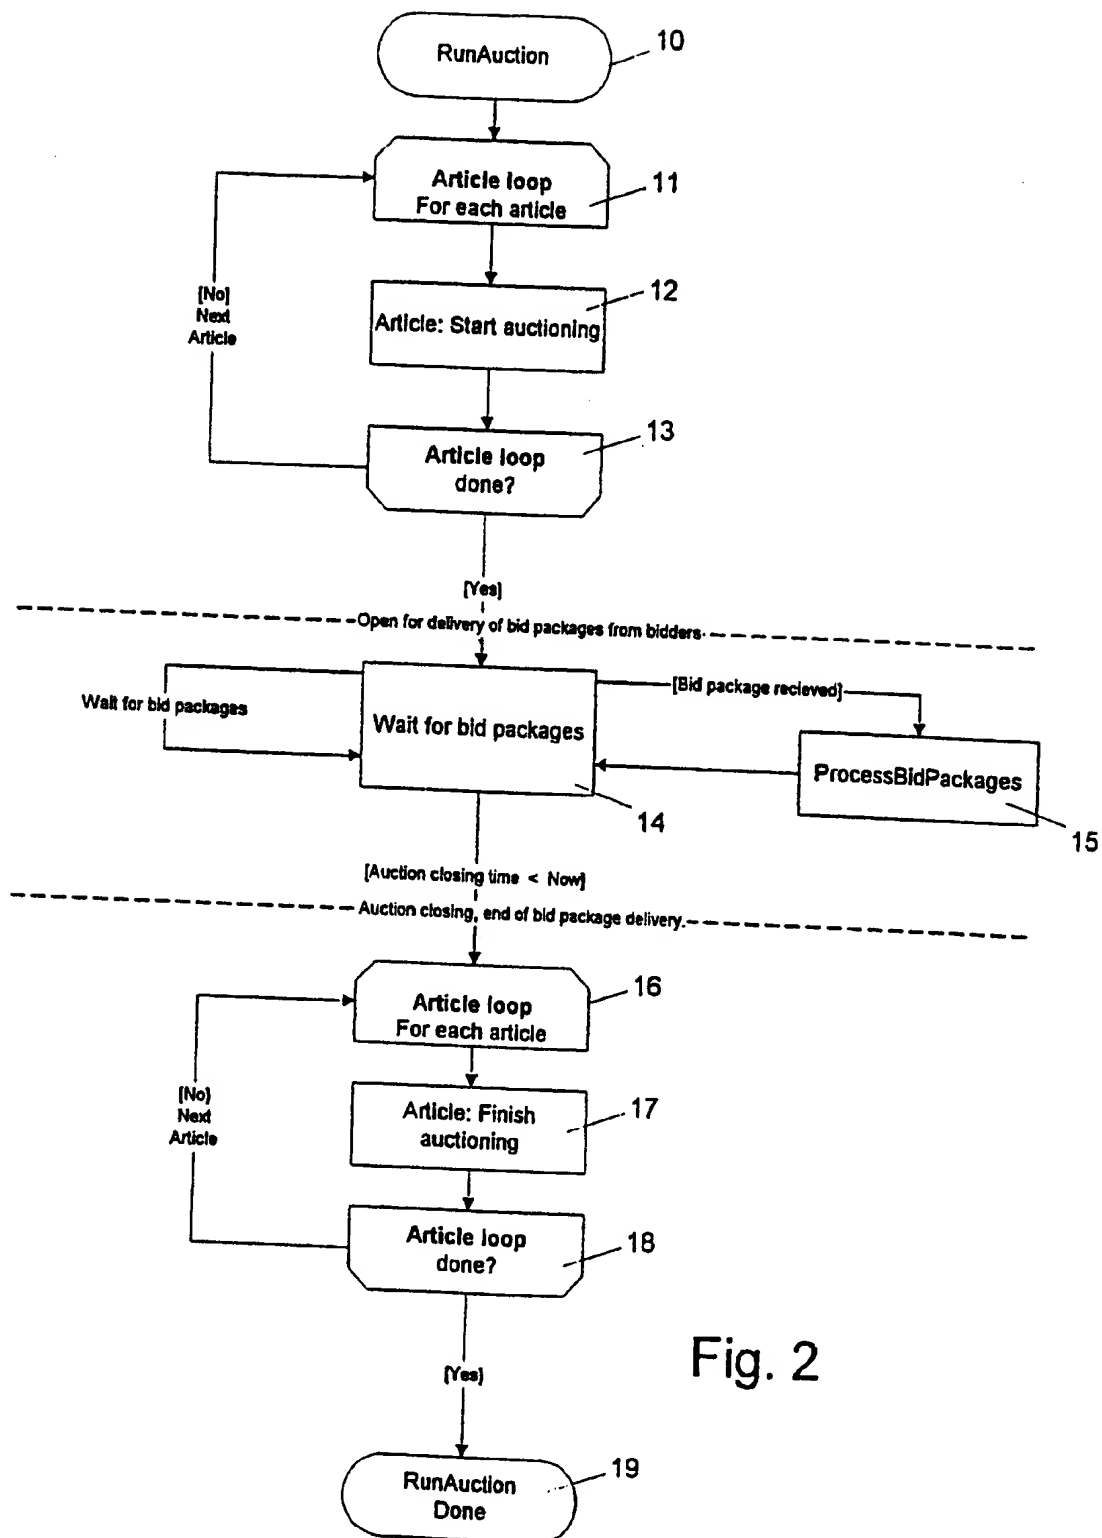 RunAuction
10
Article loop
For each article
11
[No]
Next
Article
Article: Start auctioning
12
Article loop
done?
13
[Yes]
Open for delivery of bid packages from bidders
Wait for bid packages
Wait for bid packages
14
[Bid package recieved]
ProcessBidPackages
15
[Auction closing time < Now]
Auction closing, end of bid package delivery.
Article loop
For each article
16
[No]
Next
Article
Article: Finish
auctioning
17
Article loop
done?
18
[Yes]
Fig. 2
RunAuction
Done
19